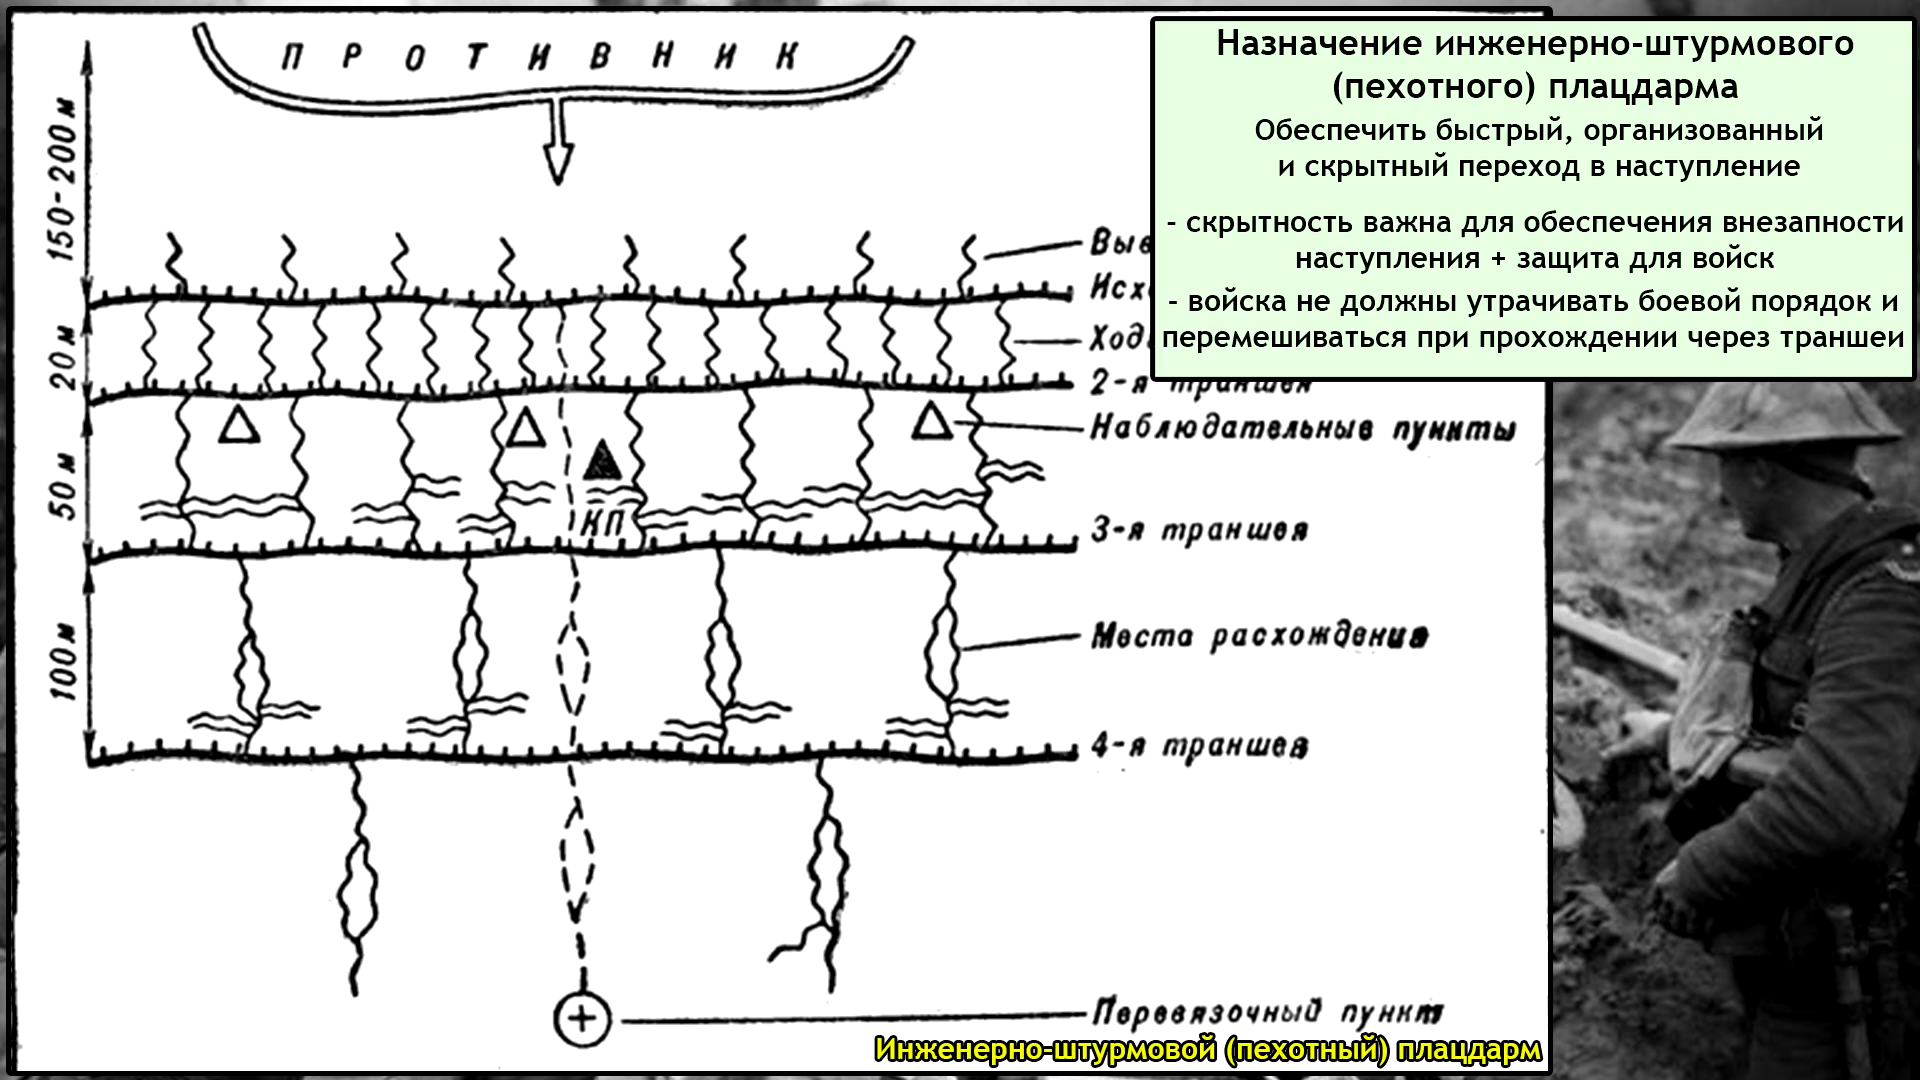 ПРОТИВНИК
Назначение инженерно-штурмового
(пехотного) плацдарма
Обеспечить быстрый, организованный
и скрытный переход в наступление
- скрытность важна для обеспечения внезапности
наступления + защита для войск
- войска не должны утрачивать боевой порядок и
перемешиваться при прохождении через траншеи
150-200 м
20 м
50 м
100 м
2-я траншея
Наблюдательные пункты
КП
3-я траншея
Места расхождения
4-я траншея
Перевязочный пункт
Инженерно-штурмовой (пехотный) плацдарм